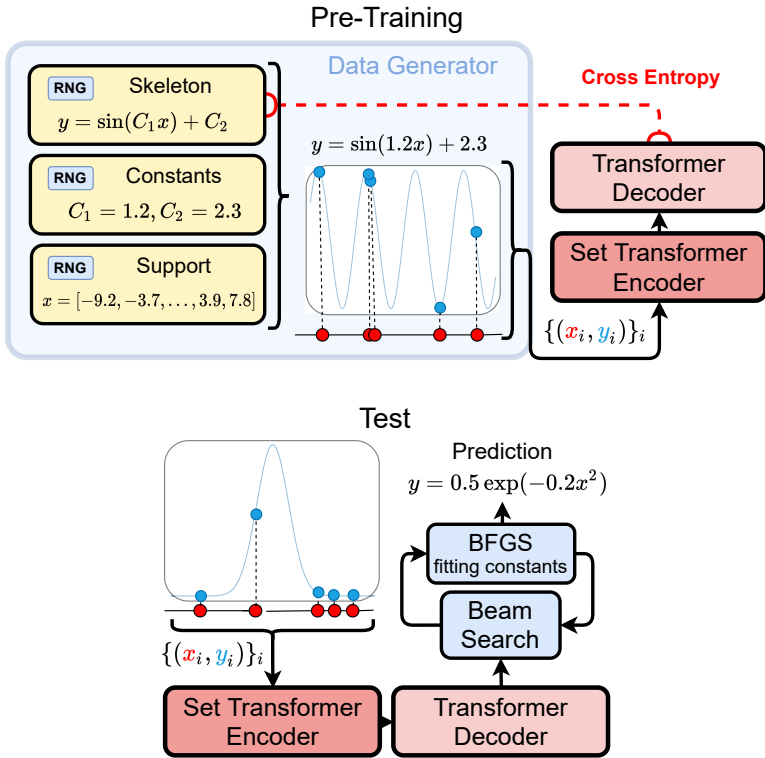 Pre-Training
Data Generator
RNG Skeleton
y = sin(C₁x) + C₂
RNG Constants
C₁ = 1.2, C₂ = 2.3
RNG Support
x = [−9.2, −3.7, . . . , 3.9, 7.8]
y = sin(1.2x) + 2.3
Cross Entropy
Transformer
Decoder
Set Transformer
Encoder
{(xᵢ, yᵢ)}ᵢ
Test
Prediction
y = 0.5 exp(−0.2x²)
BFGS
fitting constants
Beam
Search
{(xᵢ, yᵢ)}ᵢ
Set Transformer
Encoder
Transformer
Decoder